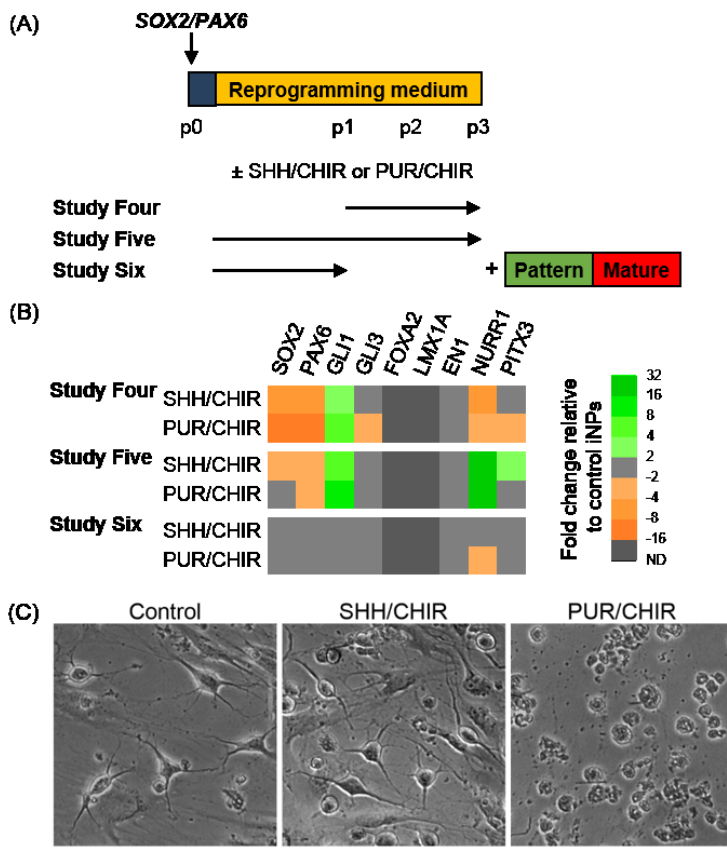 (A)
SOX2/PAX6
Reprogramming medium
p0 p1 p2 p3
± SHH/CHIR or PUR/CHIR
Study Four
Study Five
Study Six + Pattern Mature
(B)
SOX2 PAX6 GLI1 GLI3 FOXA2 LMX1A EN1 NURR1 PITX3
Study Four
SHH/CHIR
PUR/CHIR
Study Five
SHH/CHIR
PUR/CHIR
Study Six
SHH/CHIR
PUR/CHIR
Fold change relative
to control iNPs
32
16
8
4
2
-2
-4
-8
-16
ND
(C)
Control SHH/CHIR PUR/CHIR